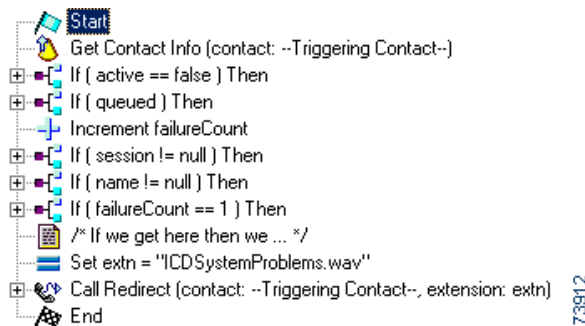 Start
Get Contact Info (contact: --Triggering Contact--)
If ( active == false ) Then
If ( queued ) Then
Increment failureCount
If ( session != null ) Then
If ( name != null ) Then
If ( failureCount == 1 ) Then
/* If we get here then we ... */
Set extn = "ICDSystemProblems.wav"
Call Redirect (contact: --Triggering Contact--, extension: extn)
End
73912